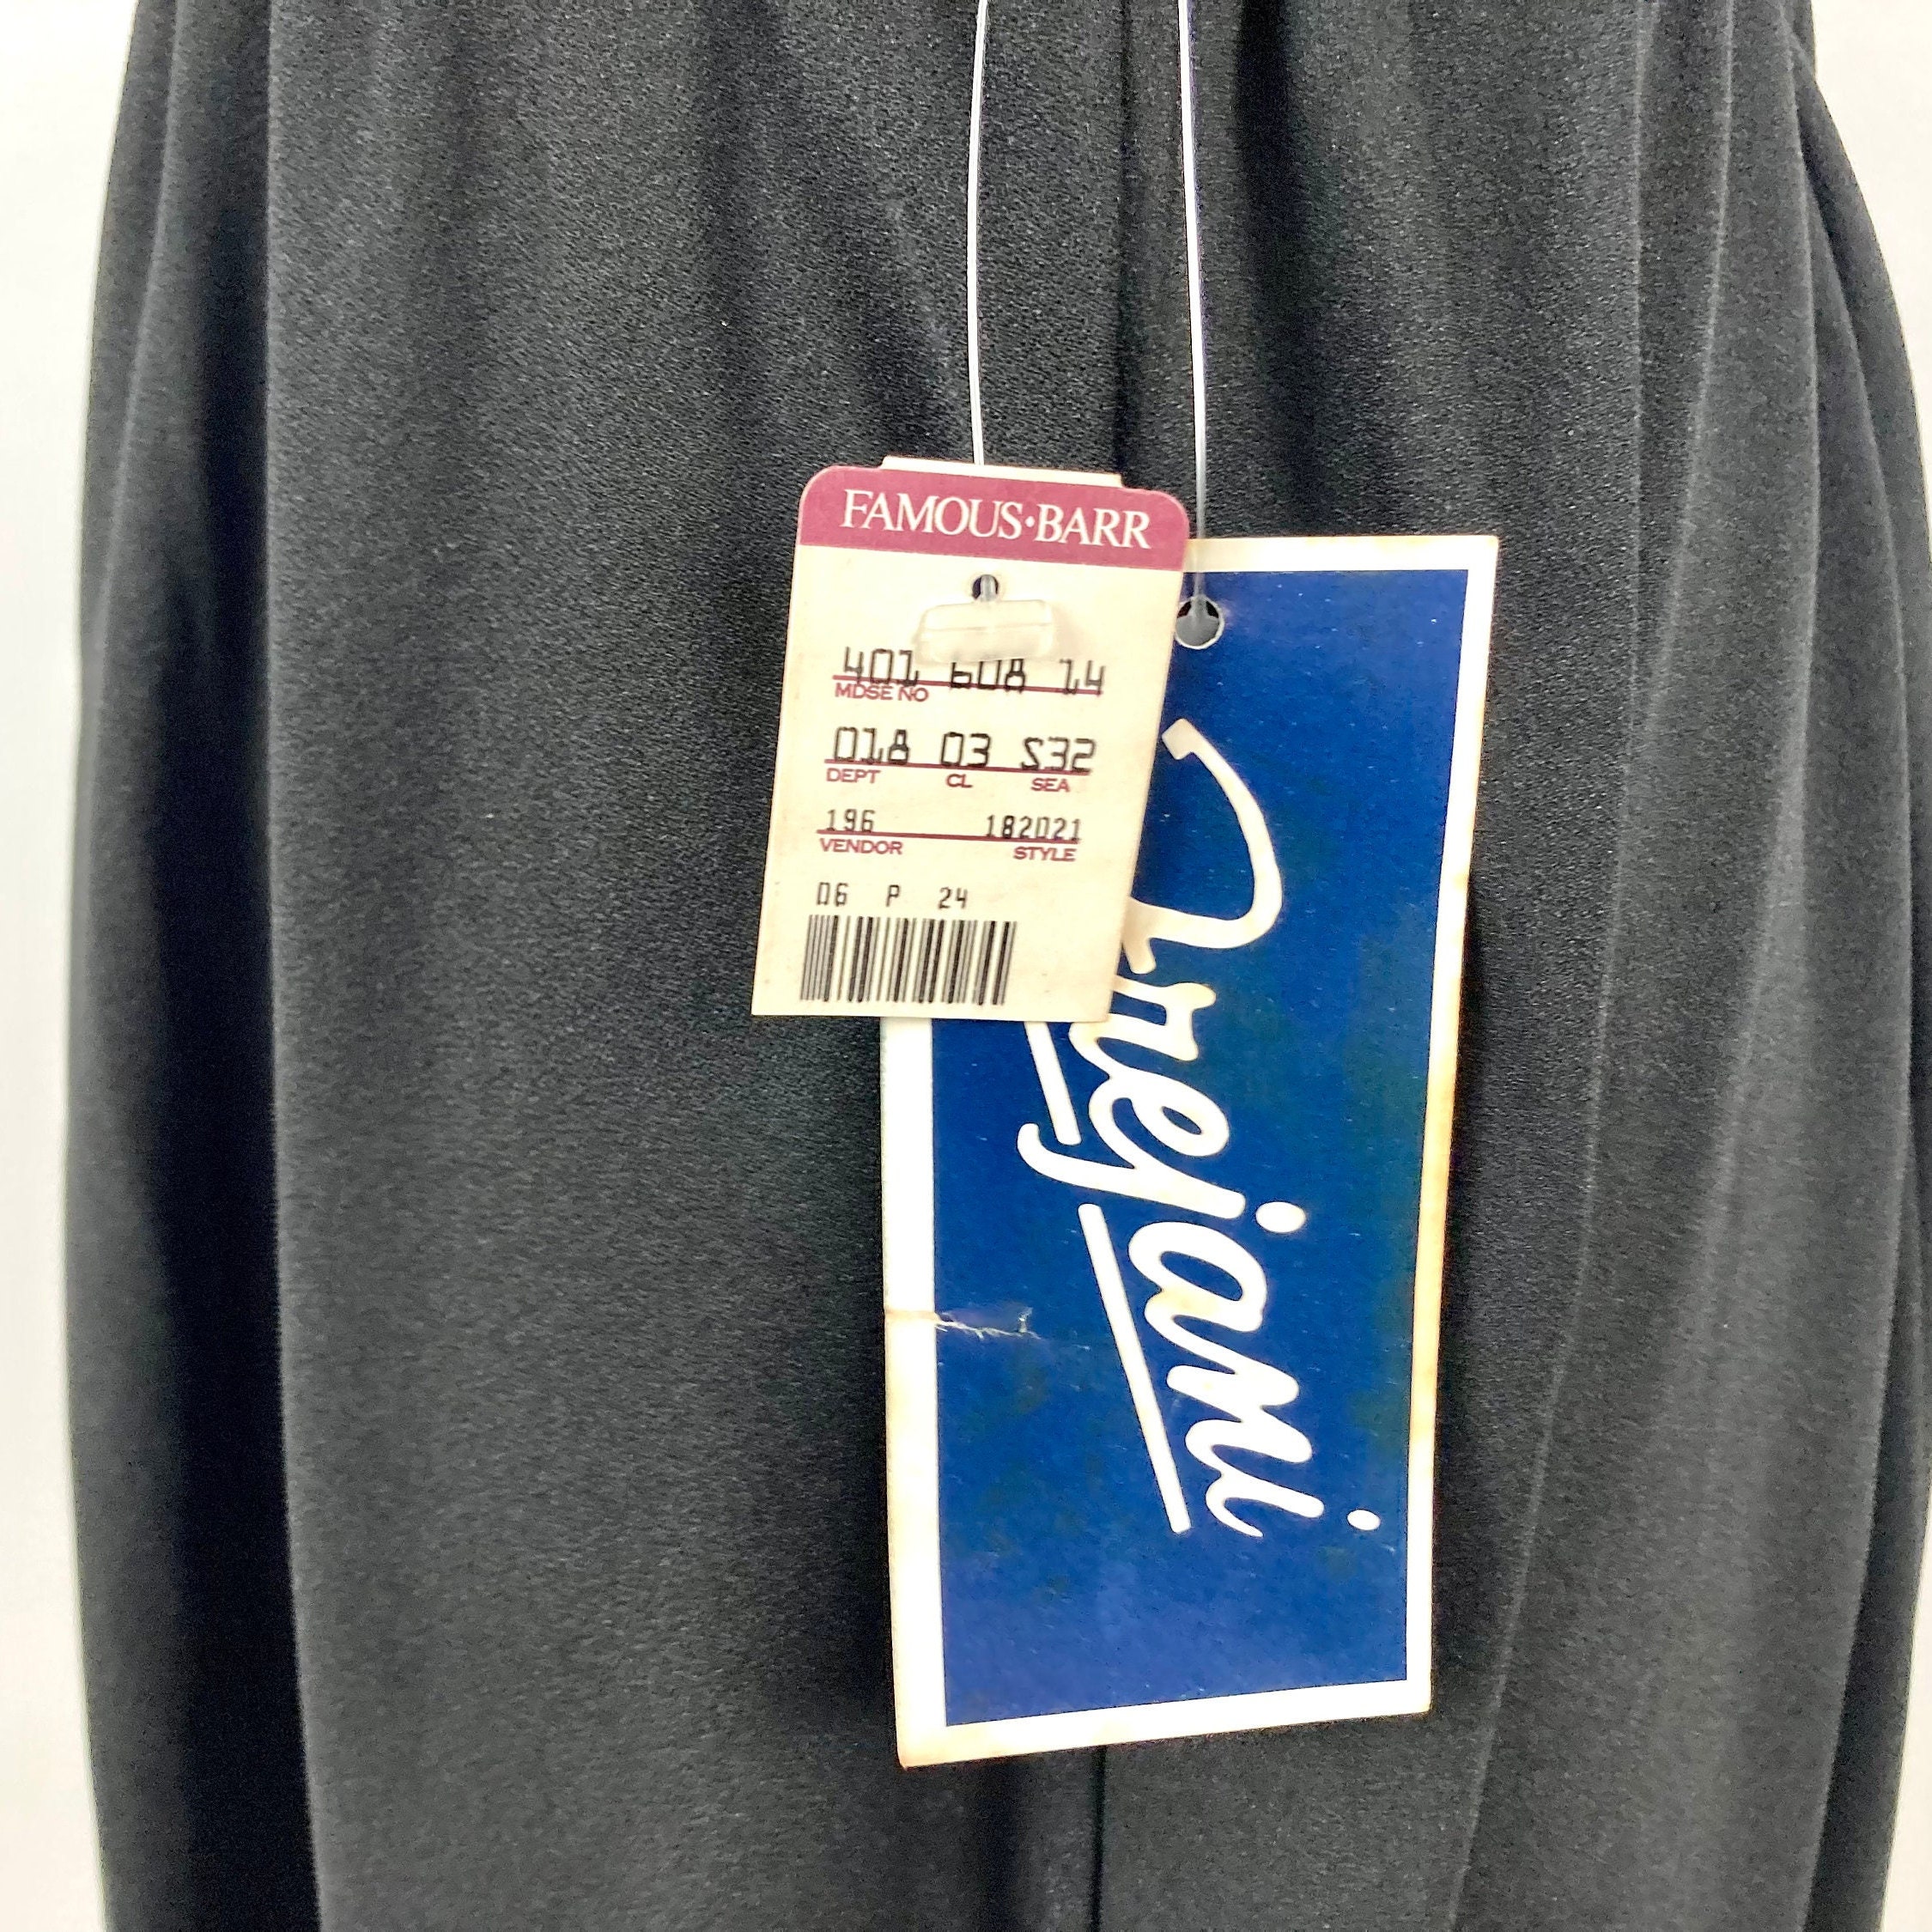 FAMOUS·BARR
401 608 14
MDSE NO
018 03 S32
DEPT CL SEA
196 182021
VENDOR STYLE
06 P 24
Trejami